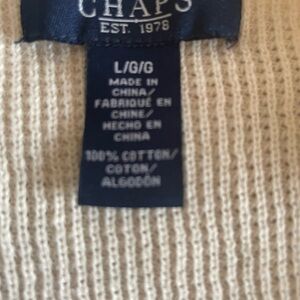 CHAPS
EST. 1978
L/G/G
MADE IN
CHINA/
FABRIQUÉ EN
CHINE/
HECHO EN
CHINA
100% COTTON/
COTON/
ALGODÓN